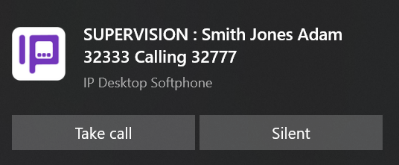 SUPERVISION : Smith Jones Adam
32333 Calling 32777
IP Desktop Softphone
Take call
Silent